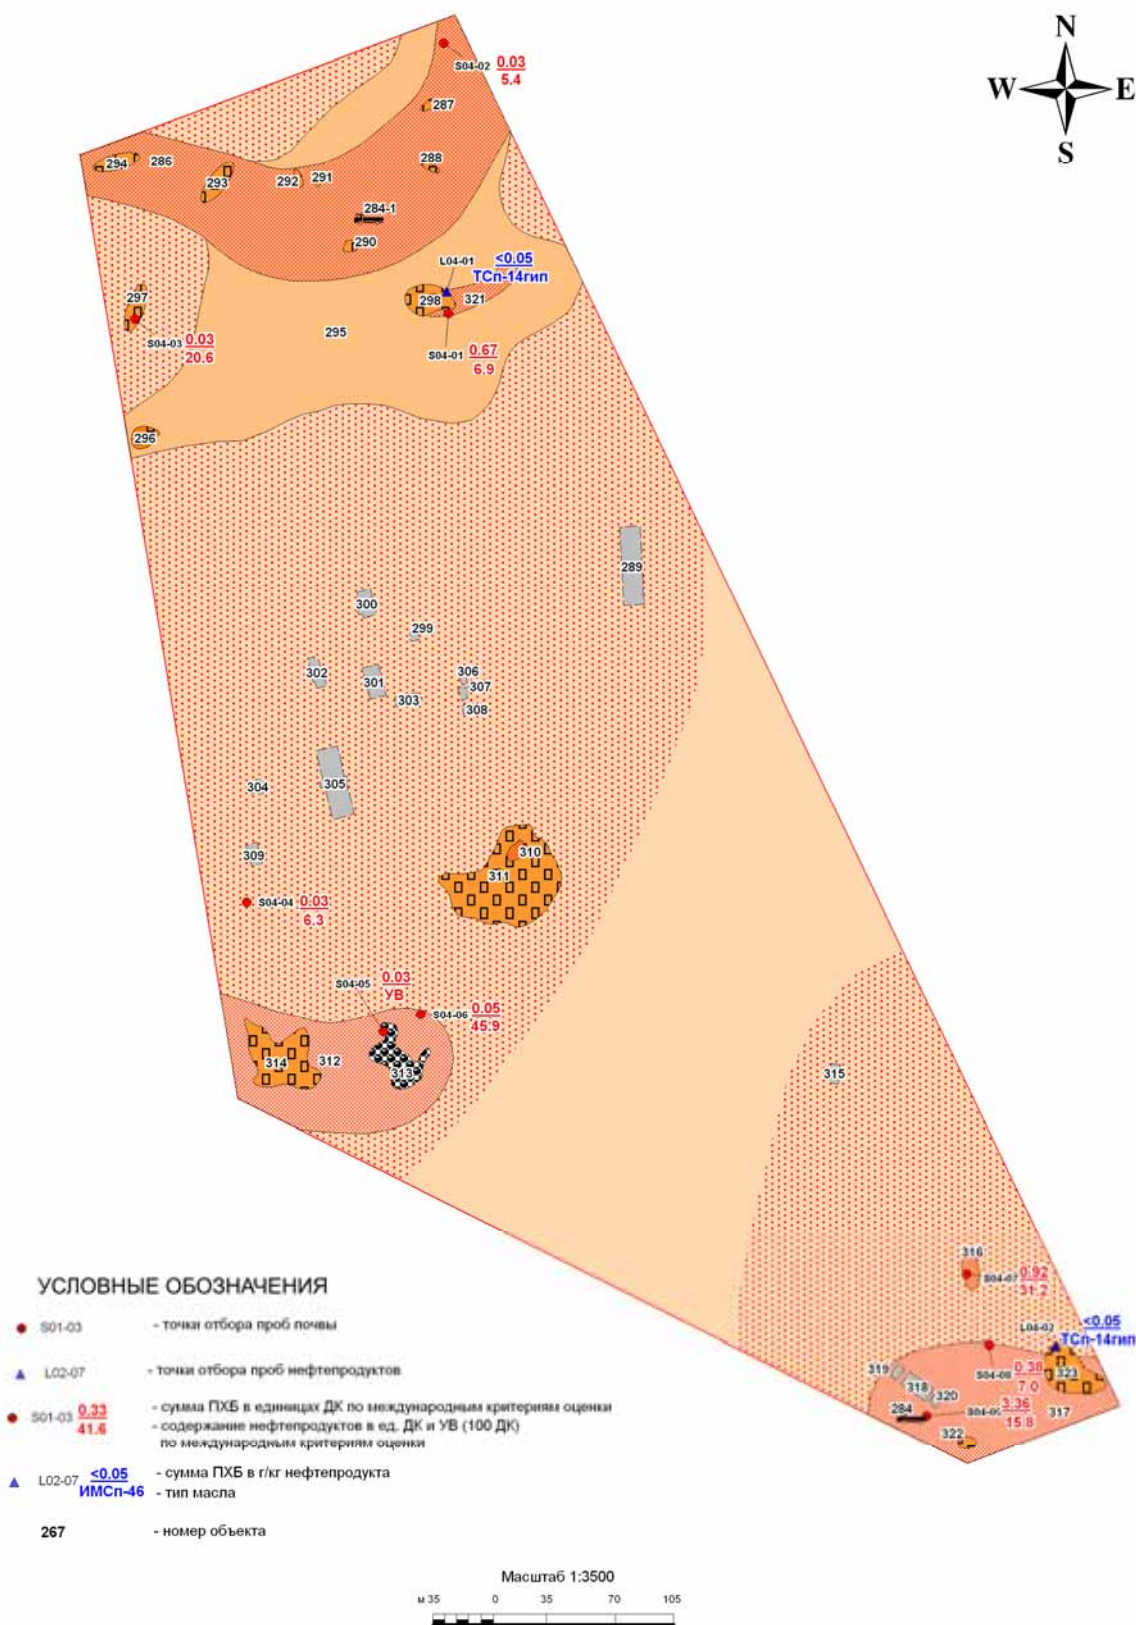 N
W E
S
S04-02 0.03
5.4
287
294 286
288
293
292 291
284-1
290
L04-01 <0.05
ТСп-14гип
297
298 321
295
S04-03 0.03
20.6
S04-01 0.67
6.9
296
289
300
299
302
301
306
307
303
308
304
305
309
310
311
S04-04 0.03
6.3
S04-05 0.03
УВ
S04-06 0.05
45.9
314 312
313
315
316
S04-07 0.92
31.2
L04-02 <0.05
ТСп-14гип
319
S04-08 0.38
7.0
323
318
320
284
S04-09 3.36
15.8
317
322
УСЛОВНЫЕ ОБОЗНАЧЕНИЯ
S01-03 - точки отбора проб почвы
L02-07 - точки отбора проб нефтепродуктов
S01-03 0.33 - сумма ПХБ в единицах ДК по международным критериям оценки
41.6 - содержание нефтепродуктов в ед. ДК и УВ (100 ДК)
по международным критериям оценки
L02-07 <0.05 - сумма ПХБ в г/кг нефтепродукта
ИМСп-46 - тип масла
267 - номер объекта
Масштаб 1:3500
м 35 0 35 70 105